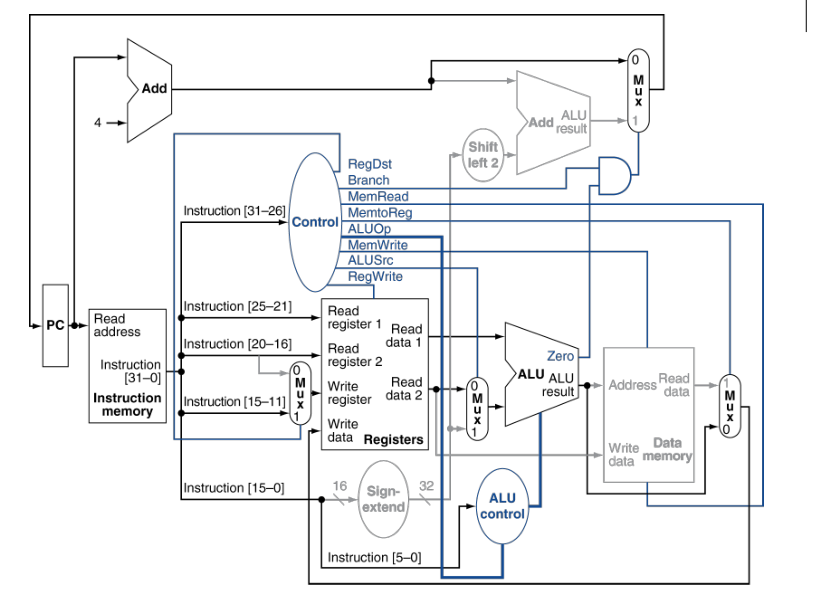 0
M
u
x
1
Add
4
Add
ALU
result
Shift
left 2
RegDst
Branch
MemRead
MemtoReg
ALUOp
MemWrite
ALUSrc
RegWrite
Control
Instruction [31–26]
Instruction [25–21]
Instruction [20–16]
Instruction [15–11]
Instruction [15–0]
Instruction [5–0]
PC
Read
address
Instruction
[31–0]
Instruction
memory
0
M
u
x
1
Read
register 1
Read
register 2
Write
register
Write
data
Read
data 1
Read
data 2
Registers
0
M
u
x
1
Zero
ALU
ALU
result
Address
Read
data
Write
data
Data
memory
1
M
u
x
0
16
Sign-
extend
32
ALU
control